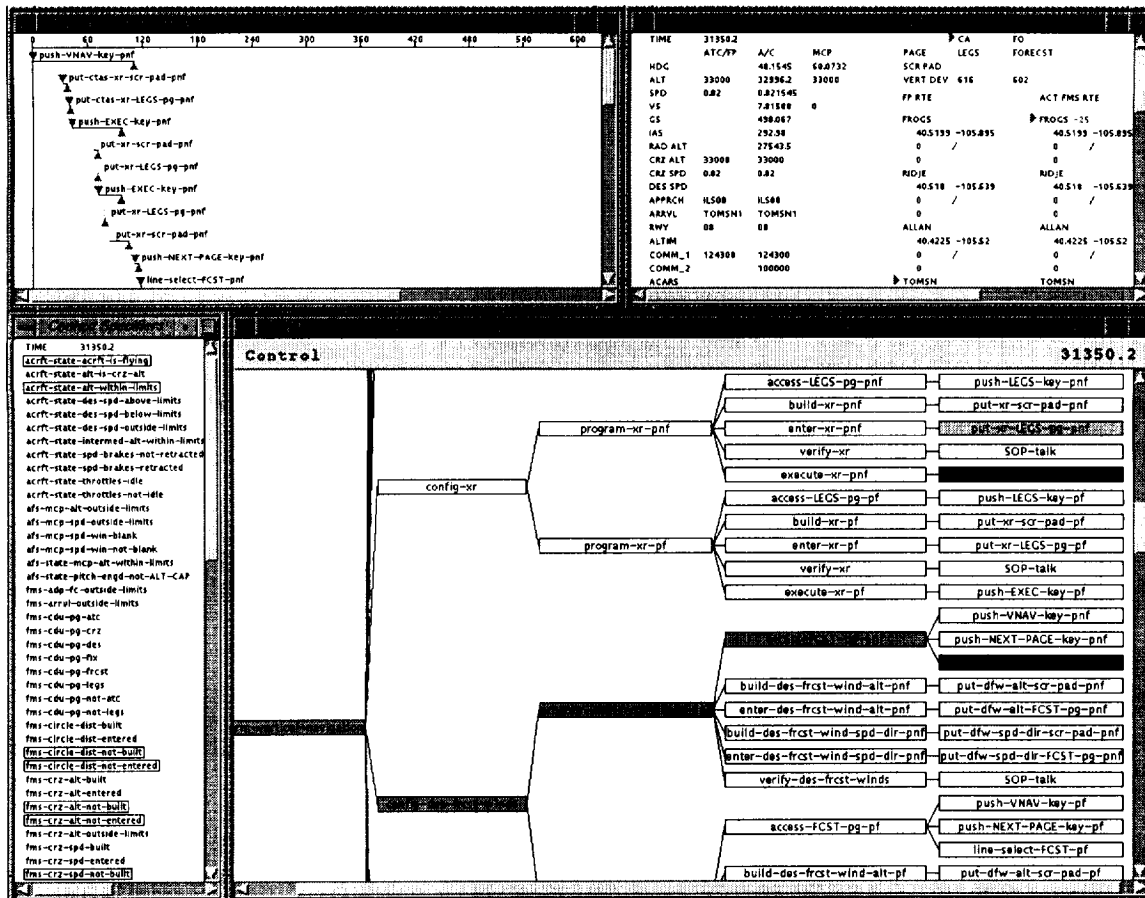 0 60 120 180 240 300 360 420 480 540 600
push-VNAV-key-pnf
put-ctas-xr-scr-pad-pnf
put-ctas-xr-LEGS-pg-pnf
push-EXEC-key-pnf
put-xr-scr-pad-pnf
put-xr-LEGS-pg-pnf
push-EXEC-key-pnf
put-xr-LEGS-pg-pnf
put-xr-scr-pad-pnf
push-NEXT-PAGE-key-pnf
line-select-FCST-pnf
TIME 31350.2 CA FO
ATC/FP A/C MCP PAGE LEGS FORECST
HDG 48.1545 50.0732 SCR PAD
ALT 33000 32996.2 33000 VERT DEV 616 602
SPD 0.82 0.821545
VS 7.81588 0 FP RTE ACT FMS RTE
GS 498.067 FROGS FROGS -25
IAS 292.98 40.5199 -105.895 40.5199 -105.895
RAD ALT 27543.5 0 / 0 /
CRZ ALT 33000 33000 0 0
CRZ SPD 0.82 0.82 RIDJE RIDJE
DES SPD 40.518 -105.639 40.518 -105.639
APPRCH ILS08 ILS08 0 / 0 /
ARRVL TOMSN1 TOMSN1 0 0
RWY 08 08 ALLAN ALLAN
ALTIM 40.4225 -105.52 40.4225 -105.52
COMM_1 124300 124300 0 / 0 /
COMM_2 100000 0 0
ACARS TOMSN TOMSN
TIME 31350.2
acrft-state-acrft-is-flying
acrft-state-alt-is-crz-alt
acrft-state-alt-within-limits
acrft-state-des-spd-above-limits
acrft-state-des-spd-below-limits
acrft-state-des-spd-outside-limits
acrft-state-intermed-alt-within-limits
acrft-state-spd-brakes-not-retracted
acrft-state-spd-brakes-retracted
acrft-state-throttles-idle
acrft-state-throttles-not-idle
afs-mcp-alt-outside-limits
afs-mcp-spd-outside-limits
afs-mcp-spd-win-blank
afs-mcp-spd-win-not-blank
afs-state-mcp-alt-within-limits
afs-state-pitch-engd-not-ALT-CAP
fms-adp-fc-outside-limits
fms-arrvl-outside-limits
fms-cdu-pg-atc
fms-cdu-pg-crz
fms-cdu-pg-des
fms-cdu-pg-fix
fms-cdu-pg-frcst
fms-cdu-pg-legs
fms-cdu-pg-not-atc
fms-cdu-pg-not-legs
fms-circle-dist-built
fms-circle-dist-entered
fms-circle-dist-not-built
fms-circle-dist-not-entered
fms-crz-alt-built
fms-crz-alt-entered
fms-crz-alt-not-built
fms-crz-alt-not-entered
fms-crz-alt-outside-limits
fms-crz-spd-built
fms-crz-spd-entered
fms-crz-spd-not-built
Control 31350.2
access-LEGS-pg-pnf push-LEGS-key-pnf
build-xr-pnf put-xr-scr-pad-pnf
program-xr-pnf enter-xr-pnf put-xr-LEGS-pg-pnf
verify-xr SOP-talk
execute-xr-pnf
config-xr
access-LEGS-pg-pf push-LEGS-key-pf
build-xr-pf put-xr-scr-pad-pf
program-xr-pf enter-xr-pf put-xr-LEGS-pg-pf
verify-xr SOP-talk
execute-xr-pf push-EXEC-key-pf
push-VNAV-key-pnf
push-NEXT-PAGE-key-pnf
build-des-frcst-wind-alt-pnf put-dfw-alt-scr-pad-pnf
enter-des-frcst-wind-alt-pnf put-dfw-alt-FCST-pg-pnf
build-des-frcst-wind-spd-dir-pnf put-dfw-spd-dir-scr-pad-pnf
enter-des-frcst-wind-spd-dir-pnf put-dfw-spd-dir-FCST-pg-pnf
verify-des-frcst-winds SOP-talk
push-VNAV-key-pf
access-FCST-pg-pf push-NEXT-PAGE-key-pf
line-select-FCST-pf
build-des-frcst-wind-alt-pf put-dfw-alt-scr-pad-pf